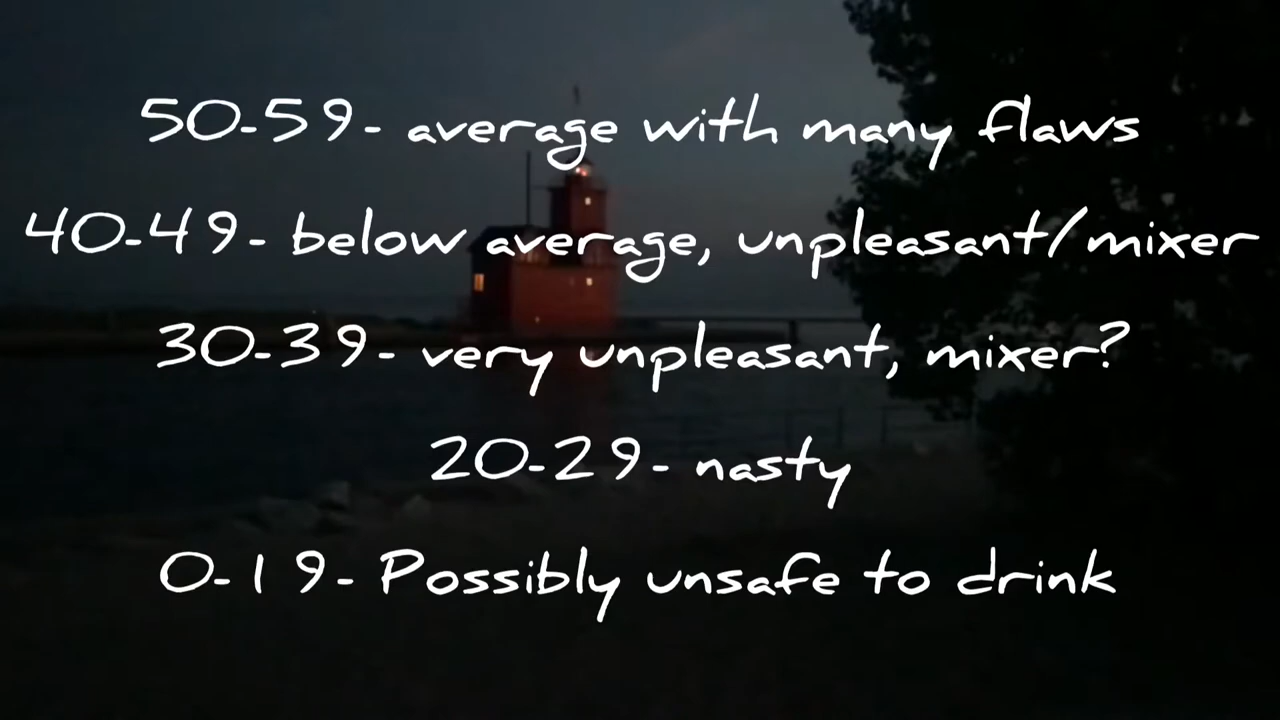 50-59- average with many flaws
40-49- below average, unpleasant/mixer
30-39- very unpleasant, mixer?
20-29- nasty
0-19- Possibly unsafe to drink